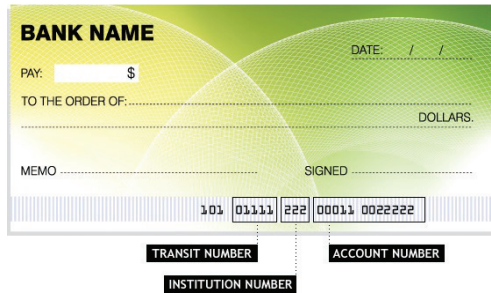 BANK NAME
DATE: / /
PAY: $
TO THE ORDER OF:
DOLLARS.
MEMO SIGNED
101 01111 222 00011 0022222
TRANSIT NUMBER ACCOUNT NUMBER
INSTITUTION NUMBER